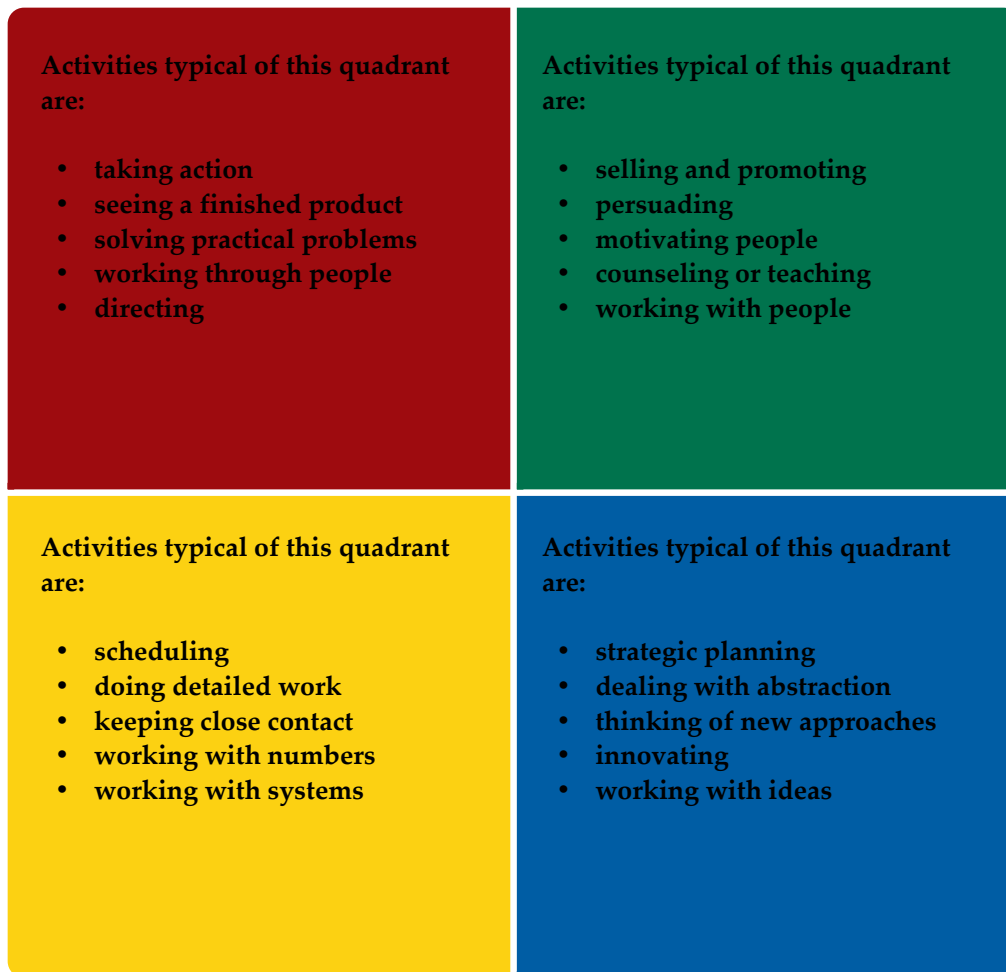 Activities typical of this quadrant
are:
• taking action
• seeing a finished product
• solving practical problems
• working through people
• directing
Activities typical of this quadrant
are:
• selling and promoting
• persuading
• motivating people
• counseling or teaching
• working with people
Activities typical of this quadrant
are:
• scheduling
• doing detailed work
• keeping close contact
• working with numbers
• working with systems
Activities typical of this quadrant
are:
• strategic planning
• dealing with abstraction
• thinking of new approaches
• innovating
• working with ideas